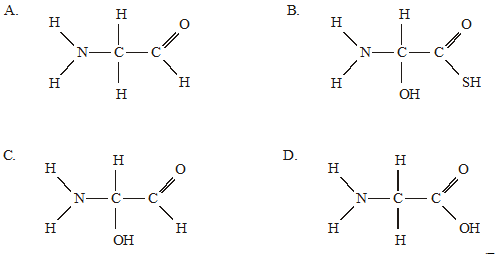 A.
H H O
N C C
H H H
B.
H H O
N C C
H OH SH
C.
H H O
N C C
H OH H
D.
H H O
N C C
H H OH